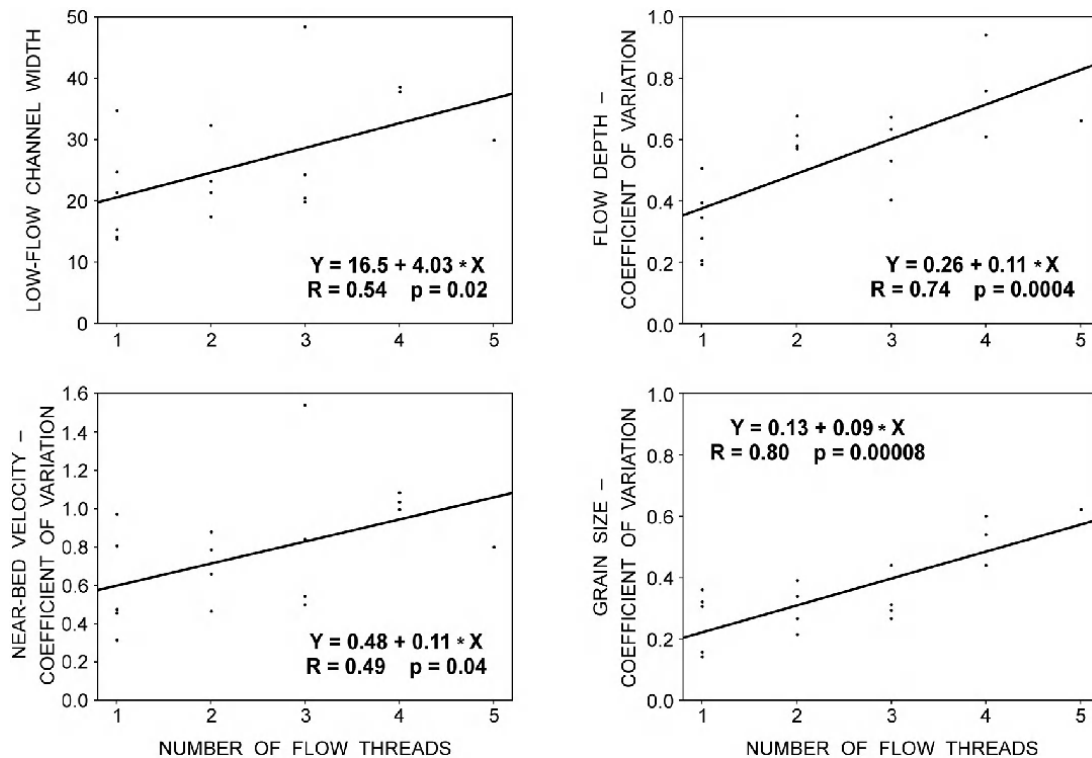 LOW-FLOW CHANNEL WIDTH
50
40
30
20
10
0
1 2 3 4 5
Y = 16.5 + 4.03 * X
R = 0.54 p = 0.02
FLOW DEPTH –
COEFFICIENT OF VARIATION
1.0
0.8
0.6
0.4
0.2
0.0
1 2 3 4 5
Y = 0.26 + 0.11 * X
R = 0.74 p = 0.0004
NEAR-BED VELOCITY –
COEFFICIENT OF VARIATION
1.6
1.4
1.2
1.0
0.8
0.6
0.4
0.2
0.0
1 2 3 4 5
Y = 0.48 + 0.11 * X
R = 0.49 p = 0.04
NUMBER OF FLOW THREADS
GRAIN SIZE –
COEFFICIENT OF VARIATION
1.0
0.8
0.6
0.4
0.2
0.0
1 2 3 4 5
Y = 0.13 + 0.09 * X
R = 0.80 p = 0.00008
NUMBER OF FLOW THREADS